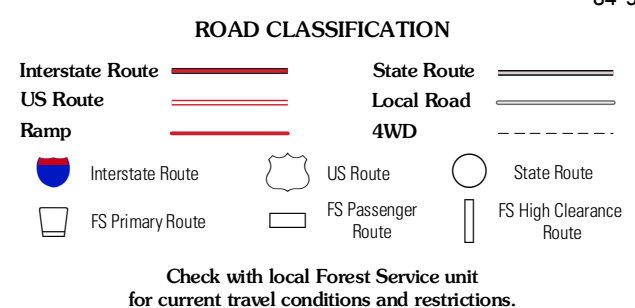 ROAD CLASSIFICATION
Interstate Route
State Route
US Route
Local Road
Ramp
4WD
Interstate Route
US Route
State Route
FS Primary Route
FS Passenger
Route
FS High Clearance
Route
Check with local Forest Service unit
for current travel conditions and restrictions.